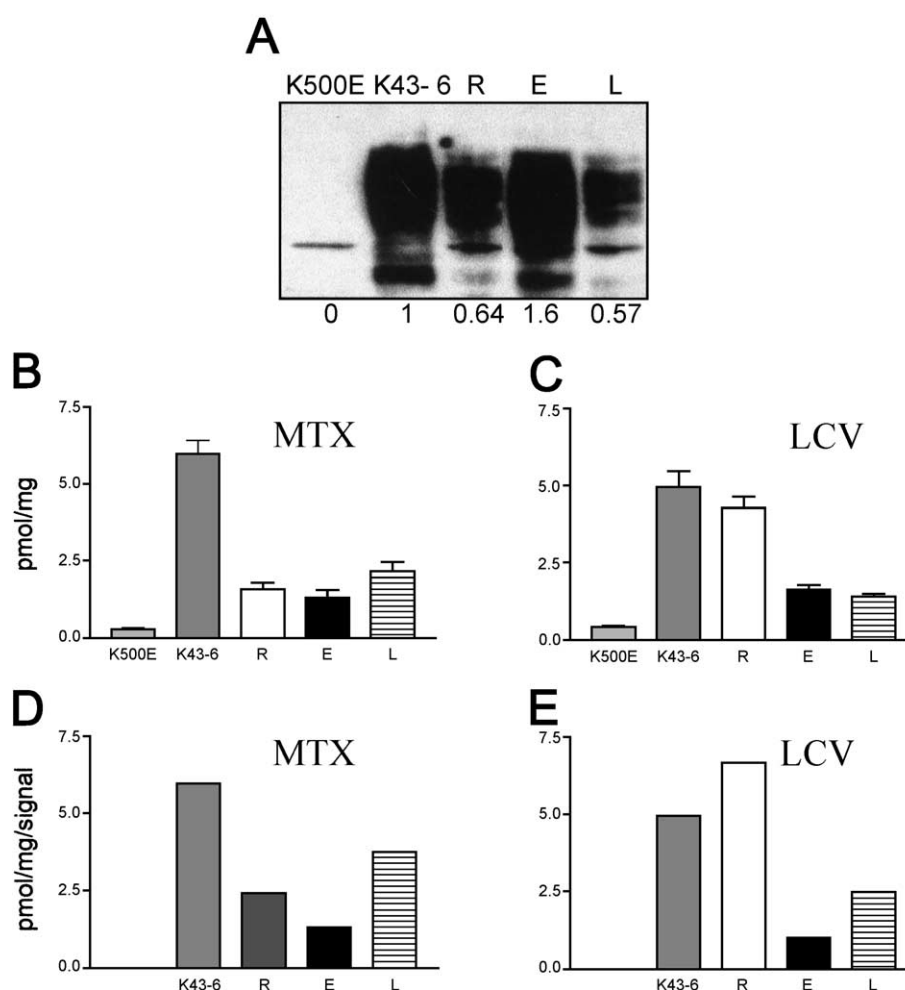 A
K500E K43- 6 R E L
0 1 0.64 1.6 0.57
B
7.5
5.0
2.5
0.0
pmol/mg
MTX
K500E K43-6 R E L
C
7.5
5.0
2.5
0.0
LCV
K500E K43-6 R E L
D
7.5
5.0
2.5
0.0
pmol/mg/signal
MTX
K43-6 R E L
E
7.5
5.0
2.5
0.0
LCV
K43-6 R E L